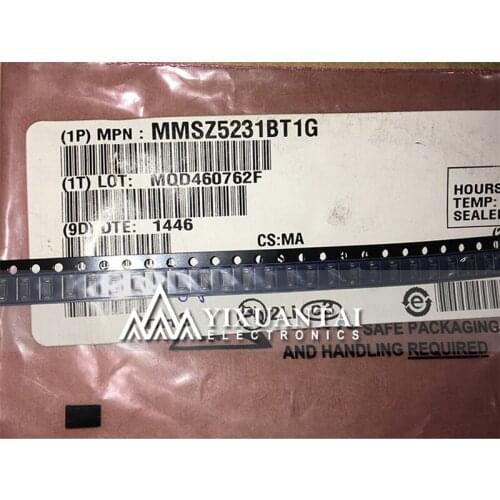 (1P) MPN : MMSZ5231BT1G
(1T) LOT: MQD460762F
(9D) DTE: 1446
CS:MA
HOURS
TEMP:
SEALE
YIXUANTAI
ELECTRONICS
SAFE PACKAGING
AND HANDLING REQUIRED